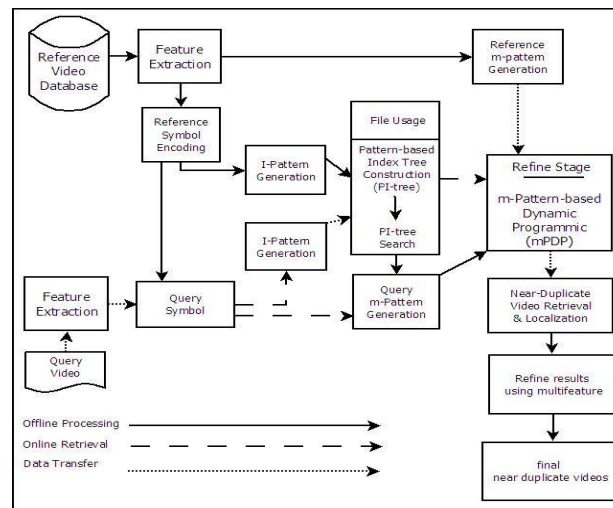 Reference
Video
Database
Feature
Extraction
Reference
m-pattern
Generation
Reference
Symbol
Encoding
I-Pattern
Generation
File Usage
Pattern-based
Index Tree
Construction
(PI-tree)
PI-tree
Search
Refine Stage
m-Pattern-based
Dynamic
Programmic
(mPDP)
I-Pattern
Generation
Feature
Extraction
Query
Symbol
Query
m-Pattern
Generation
Near-Duplicate
Video Retrieval
& Localization
Query
Video
Refine results
using multifeature
Offline Processing
Online Retrieval
Data Transfer
final
near duplicate videos